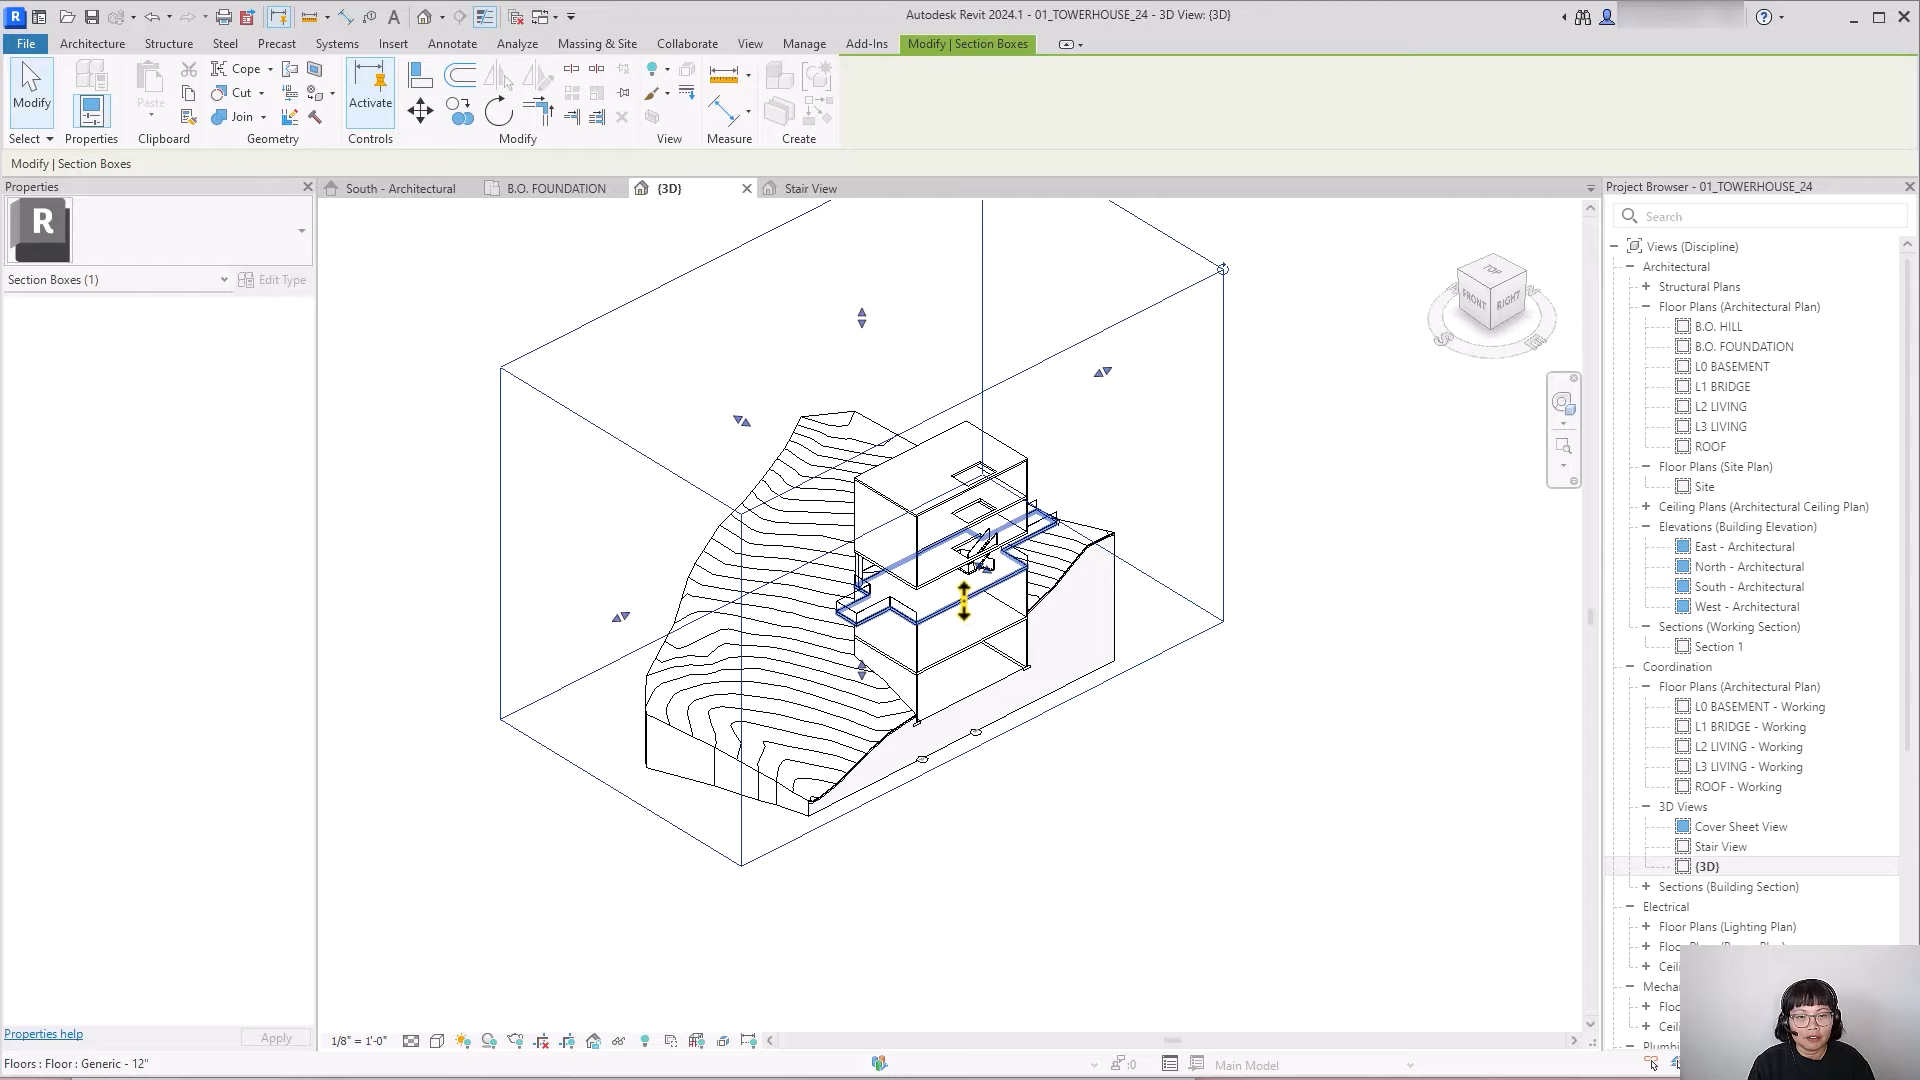 Autodesk Revit 2024.1 - 01_TOWERHOUSE_24 - 3D View: {3D}
File
Architecture
Structure
Steel
Precast
Systems
Insert
Annotate
Analyze
Massing & Site
Collaborate
View
Manage
Add-Ins
Modify | Section Boxes
Modify
Paste
Cope
Cut
Join
Activate
Select
Properties
Clipboard
Geometry
Controls
Modify
View
Measure
Create
Modify | Section Boxes
Properties
R
Section Boxes (1)
Edit Type
Properties help
Apply
South - Architectural
B.O. FOUNDATION
{3D}
Stair View
TOP
FRONT
RIGHT
S
E
1/8" = 1'-0"
Project Browser - 01_TOWERHOUSE_24
Search
Views (Discipline)
Architectural
Structural Plans
Floor Plans (Architectural Plan)
B.O. HILL
B.O. FOUNDATION
L0 BASEMENT
L1 BRIDGE
L2 LIVING
L3 LIVING
ROOF
Floor Plans (Site Plan)
Site
Ceiling Plans (Architectural Ceiling Plan)
Elevations (Building Elevation)
East - Architectural
North - Architectural
South - Architectural
West - Architectural
Sections (Working Section)
Section 1
Coordination
Floor Plans (Architectural Plan)
L0 BASEMENT - Working
L1 BRIDGE - Working
L2 LIVING - Working
L3 LIVING - Working
ROOF - Working
3D Views
Cover Sheet View
Stair View
{3D}
Sections (Building Section)
Electrical
Floor Plans (Lighting Plan)
Ceili
Mecha
Floo
Ceili
Floors : Floor : Generic - 12"
:0
Main Model